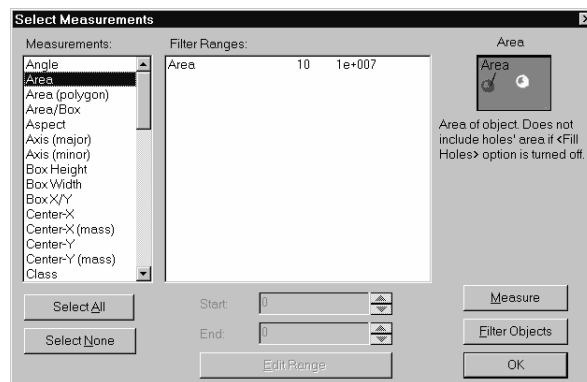 Select Measurements
Measurements:
Filter Ranges:
Area
Angle
Area
Area (polygon)
Area/Box
Aspect
Axis (major)
Axis (minor)
Box Height
Box Width
Box X/Y
Center-X
Center-X (mass)
Center-Y
Center-Y (mass)
Class
Area 10 1e+007
Area
Area of object. Does not
include holes' area if <Fill
Holes> option is turned off.
Select All
Select None
Start: 0
End: 0
Edit Range
Measure
Filter Objects
OK